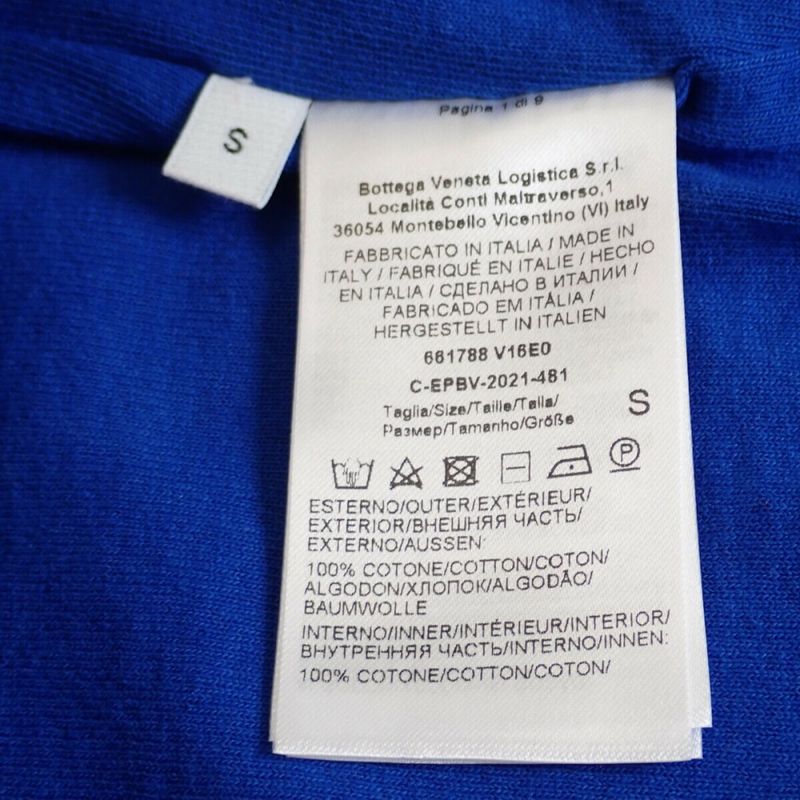 S
Pagina 1 di 9
Bottega Veneta Logistica S.r.l.
Località Conti Maltraverso,1
36054 Montebello Vicentino (VI) Italy
FABBRICATO IN ITALIA / MADE IN
ITALY / FABRIQUÉ EN ITALIE / HECHO
EN ITALIA / СДЕЛАНО В ИТАЛИИ /
FABRICADO EM ITÁLIA /
HERGESTELLT IN ITALIEN
661788 V16E0
C-EPBV-2021-481
Taglia/Size/Taille/Talla/
Размер/Tamanho/Größe S
P
ESTERNO/OUTER/EXTÉRIEUR/
EXTERIOR/ВНЕШНЯЯ ЧАСТЬ/
EXTERNO/AUSSEN:
100% COTONE/COTTON/COTON/
ALGODON/ХЛОПОК/ALGODÃO/
BAUMWOLLE
INTERNO/INNER/INTÉRIEUR/INTERIOR/
ВНУТРЕННЯЯ ЧАСТЬ/INTERNO/INNEN:
100% COTONE/COTTON/COTON/